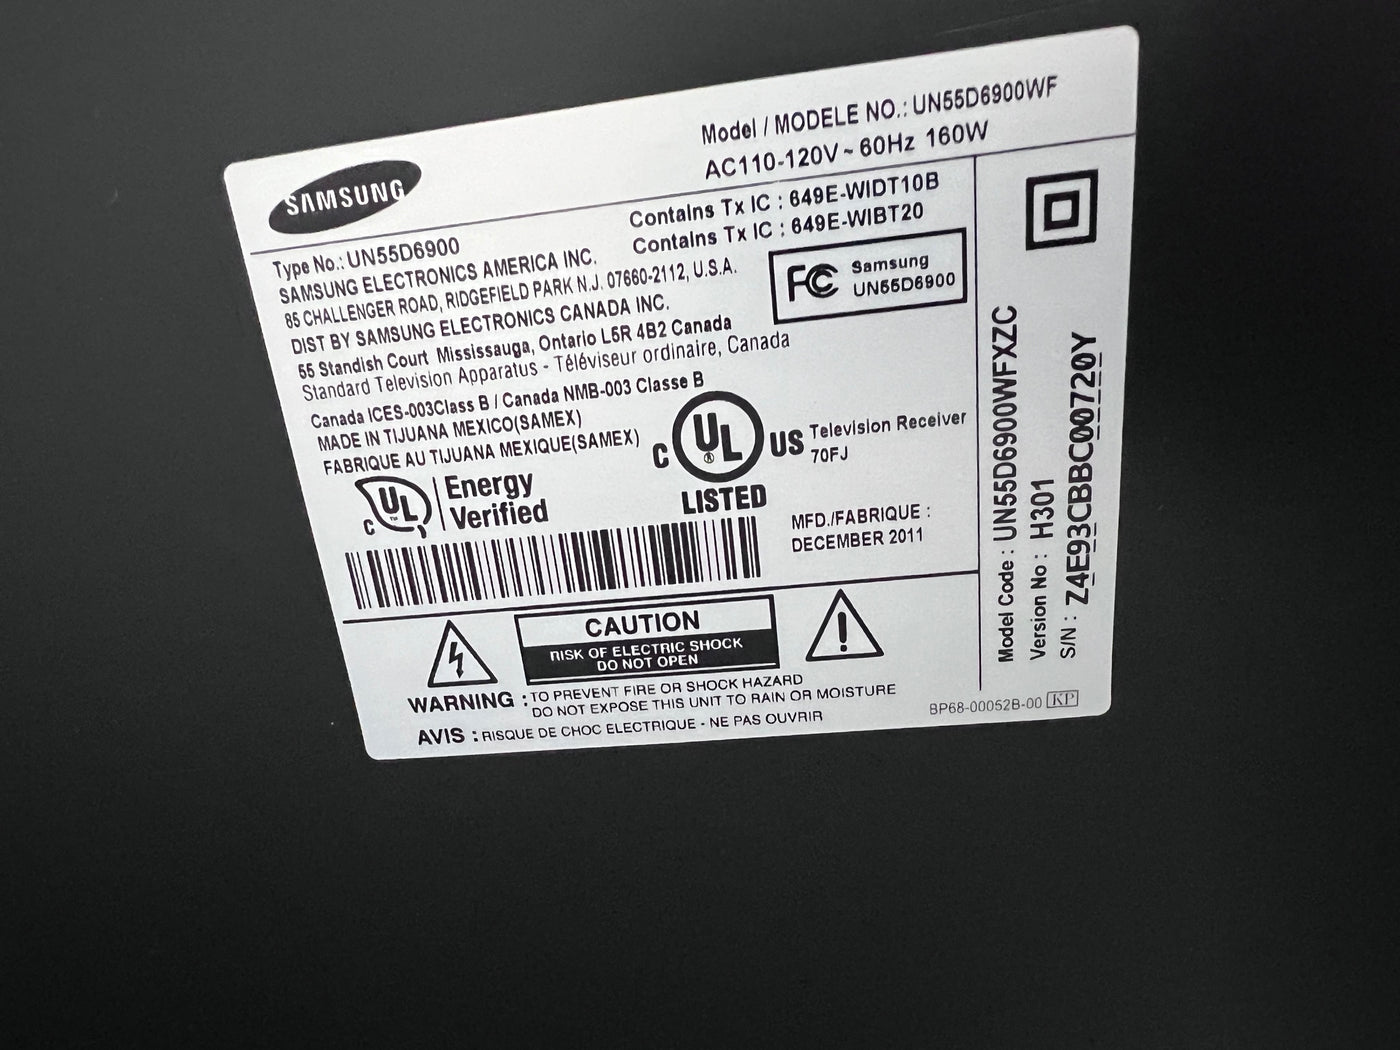 SAMSUNG
Model / MODELE NO.: UN55D6900WF
AC110-120V ~ 60Hz 160W
Type No.: UN55D6900
SAMSUNG ELECTRONICS AMERICA INC.
85 CHALLENGER ROAD, RIDGEFIELD PARK N.J. 07660-2112, U.S.A.
DIST BY SAMSUNG ELECTRONICS CANADA INC.
55 Standish Court Mississauga, Ontario L5R 4B2 Canada
Standard Television Apparatus - Téléviseur ordinaire, Canada
Canada ICES-003Class B / Canada NMB-003 Classe B
MADE IN TIJUANA MEXICO(SAMEX)
FABRIQUE AU TIJUANA MEXIQUE(SAMEX)
Contains Tx IC : 649E-WIDT10B
Contains Tx IC : 649E-WIBT20
FC Samsung
UN55D6900
C UL ® US
LISTED
Television Receiver
70FJ
C UL ™
Energy
Verified
MFD./FABRIQUE :
DECEMBER 2011
CAUTION
RISK OF ELECTRIC SHOCK
DO NOT OPEN
!
WARNING : TO PREVENT FIRE OR SHOCK HAZARD
DO NOT EXPOSE THIS UNIT TO RAIN OR MOISTURE
AVIS : RISQUE DE CHOC ELECTRIQUE - NE PAS OUVRIR
Model Code : UN55D6900WFXZC
Version No : H301
S/N : Z4E93CBBC00720Y
BP68-00052B-00 KP